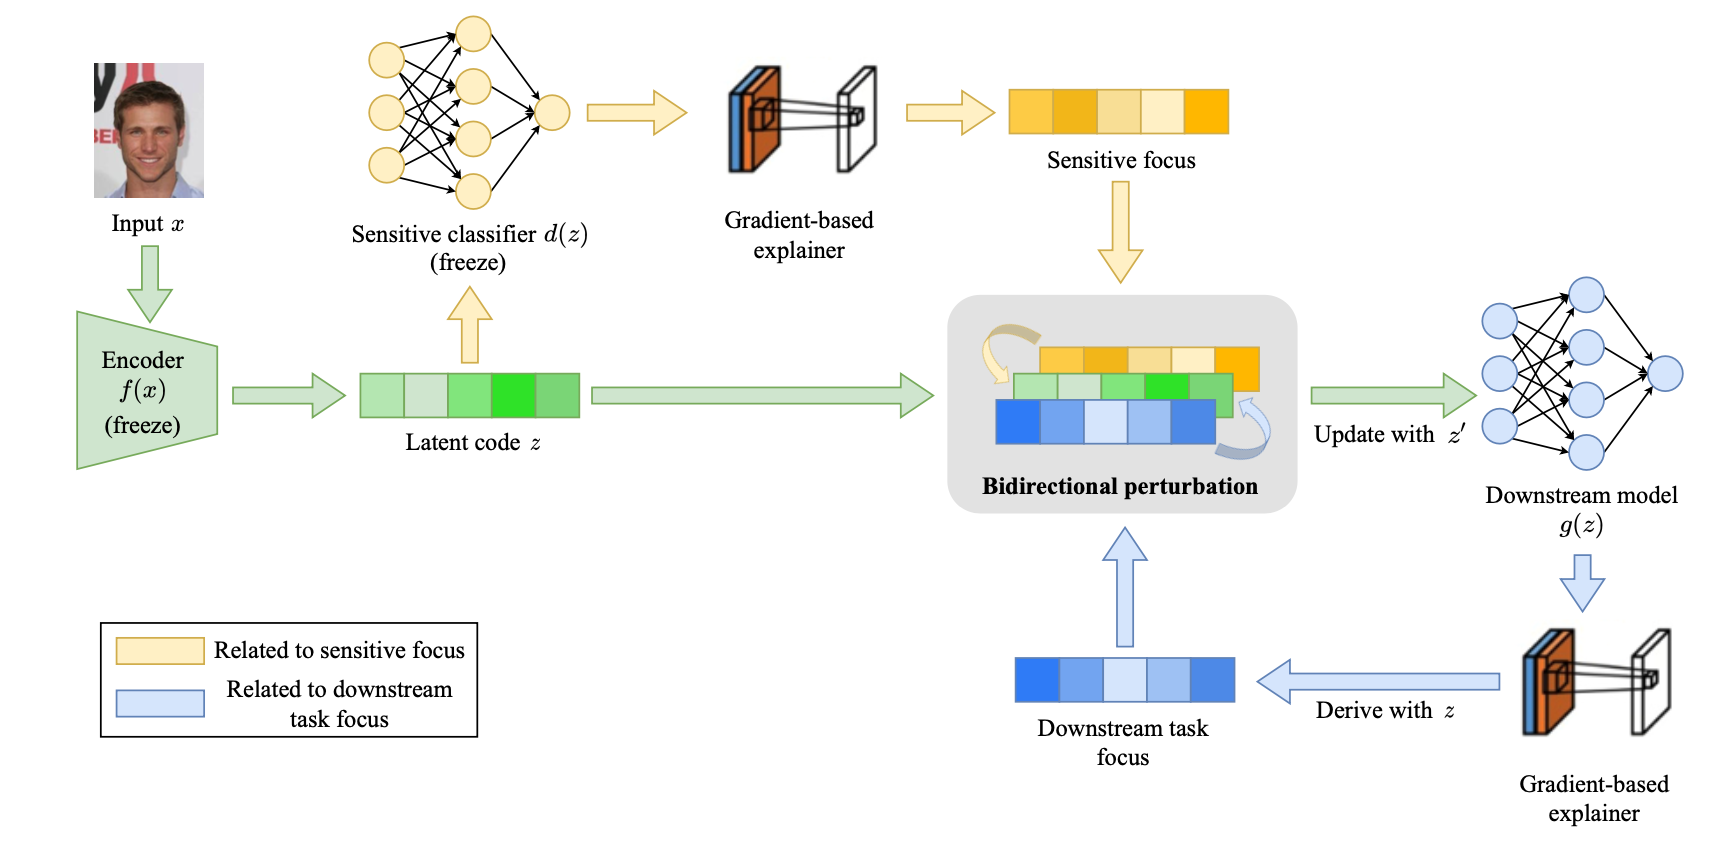 Input x
Sensitive classifier d(z)
(freeze)
Gradient-based
explainer
Sensitive focus
Encoder
f(x)
(freeze)
Latent code z
Bidirectional perturbation
Update with z′
Downstream model
g(z)
Related to sensitive focus
Related to downstream
task focus
Downstream task
focus
Derive with z
Gradient-based
explainer